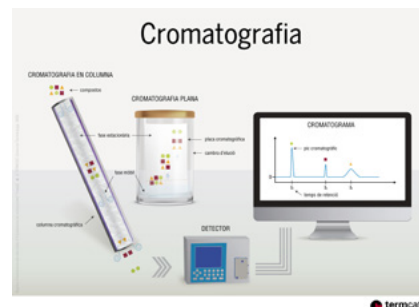 Cromatografia
CROMATOGRAFIA EN COLUMNA
compostos
CROMATOGRAFIA PLANA
fase estacionària
placa cromatogràfica
cambra d'elució
fase mòbil
columna cromatogràfica
DETECTOR
CROMATOGRAMA
pic cromatogràfic
0
temps de retenció
termcat